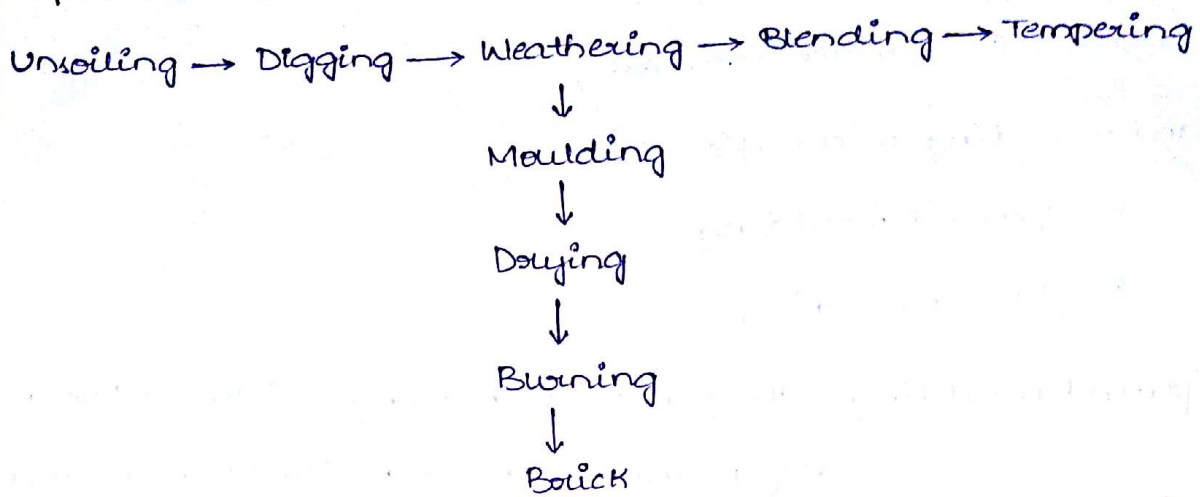 Unsoiling → Digging → Weathering → Blending → Tempering
↓
Moulding
↓
Drying
↓
Burning
↓
Brick